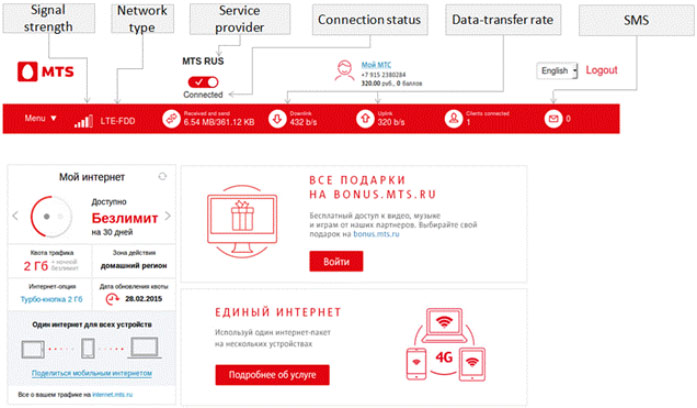 Signal strength
Network type
Service provider
Connection status
Data-transfer rate
SMS
MTS
MTS RUS
Connected
Мой МТС
+7 915 2380284
320.00 руб., 0 баллов
English
Logout
Menu
LTE-FDD
Received and send
6.54 MB/361.12 KB
Downlink
432 b/s
Uplink
320 b/s
Clients connected
1
0
Мой интернет
Доступно
Безлимит
на 30 дней
Квота трафика
2 Гб + ночной безлимит
Зона действия
домашний регион
Интернет-опция
Турбо-кнопка 2 Гб
Дата обновления квоты
28.02.2015
Один интернет для всех устройств
Поделиться мобильным интернетом
Все о вашем трафике на internet.mts.ru
ВСЕ ПОДАРКИ
НА BONUS.MTS.RU
Бесплатный доступ к видео, музыке
и играм от наших партнеров. Выбирайте свой
подарок на bonus.mts.ru
Войти
ЕДИНЫЙ ИНТЕРНЕТ
Используй один интернет-пакет
на нескольких устройствах
Подробнее об услуге
4G